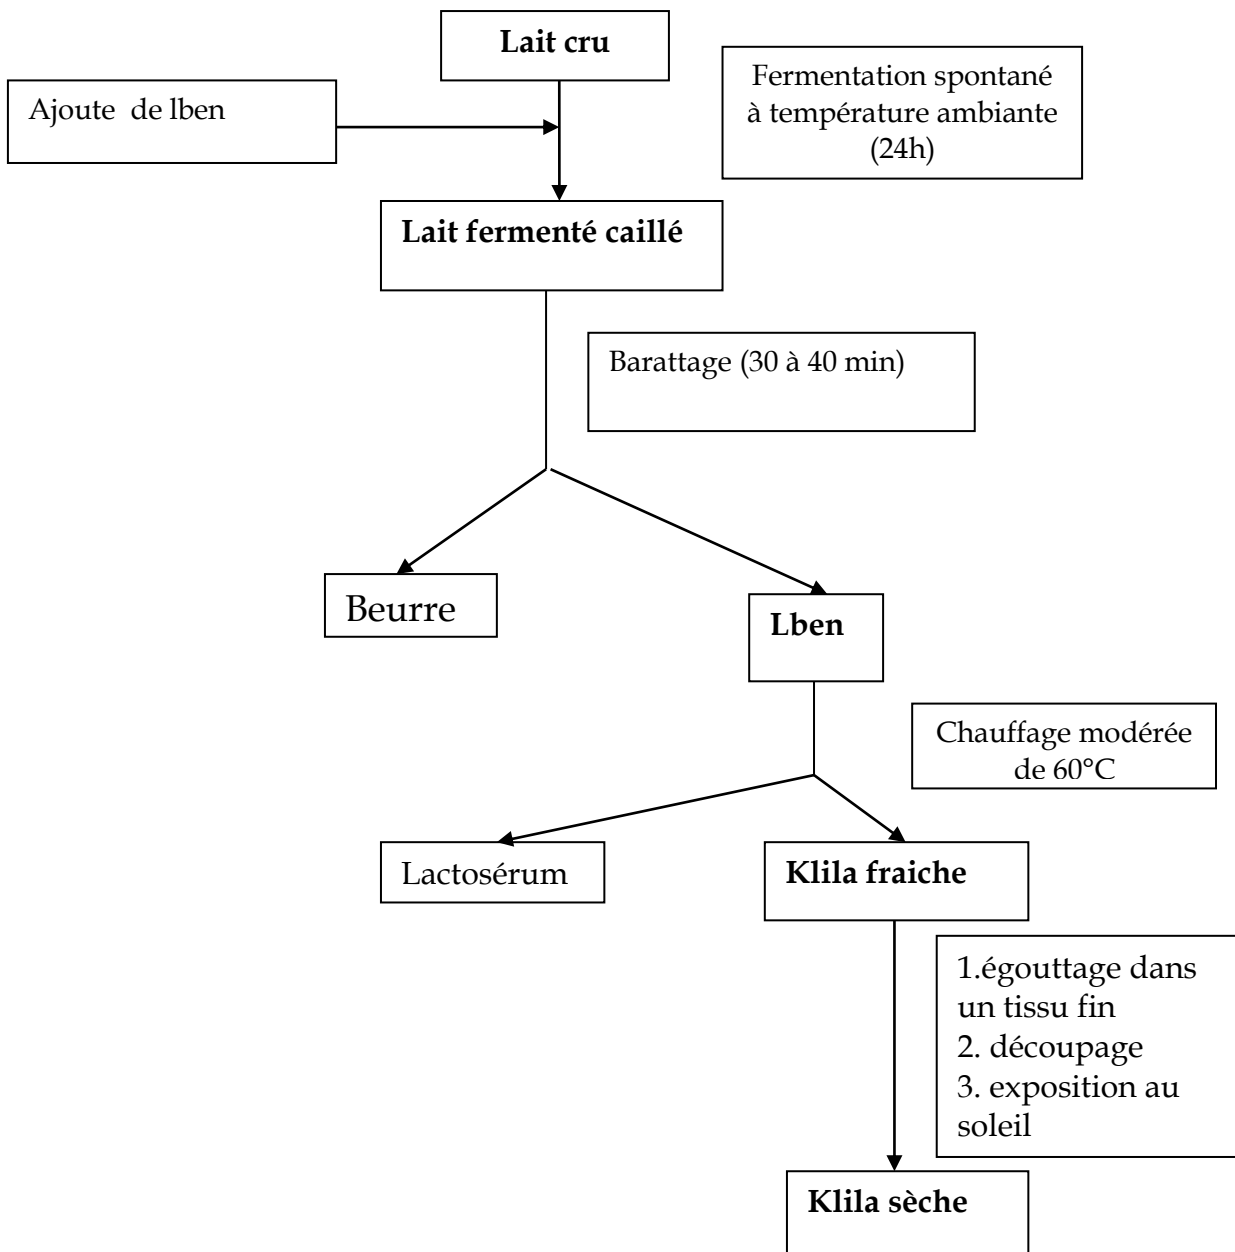 Lait cru
Fermentation spontané
à température ambiante
(24h)
Ajoute de lben
Lait fermenté caillé
Barattage (30 à 40 min)
Beurre
Lben
Chauffage modérée
de 60°C
Lactosérum
Klila fraiche
1.égouttage dans
un tissu fin
2. découpage
3. exposition au
soleil
Klila sèche